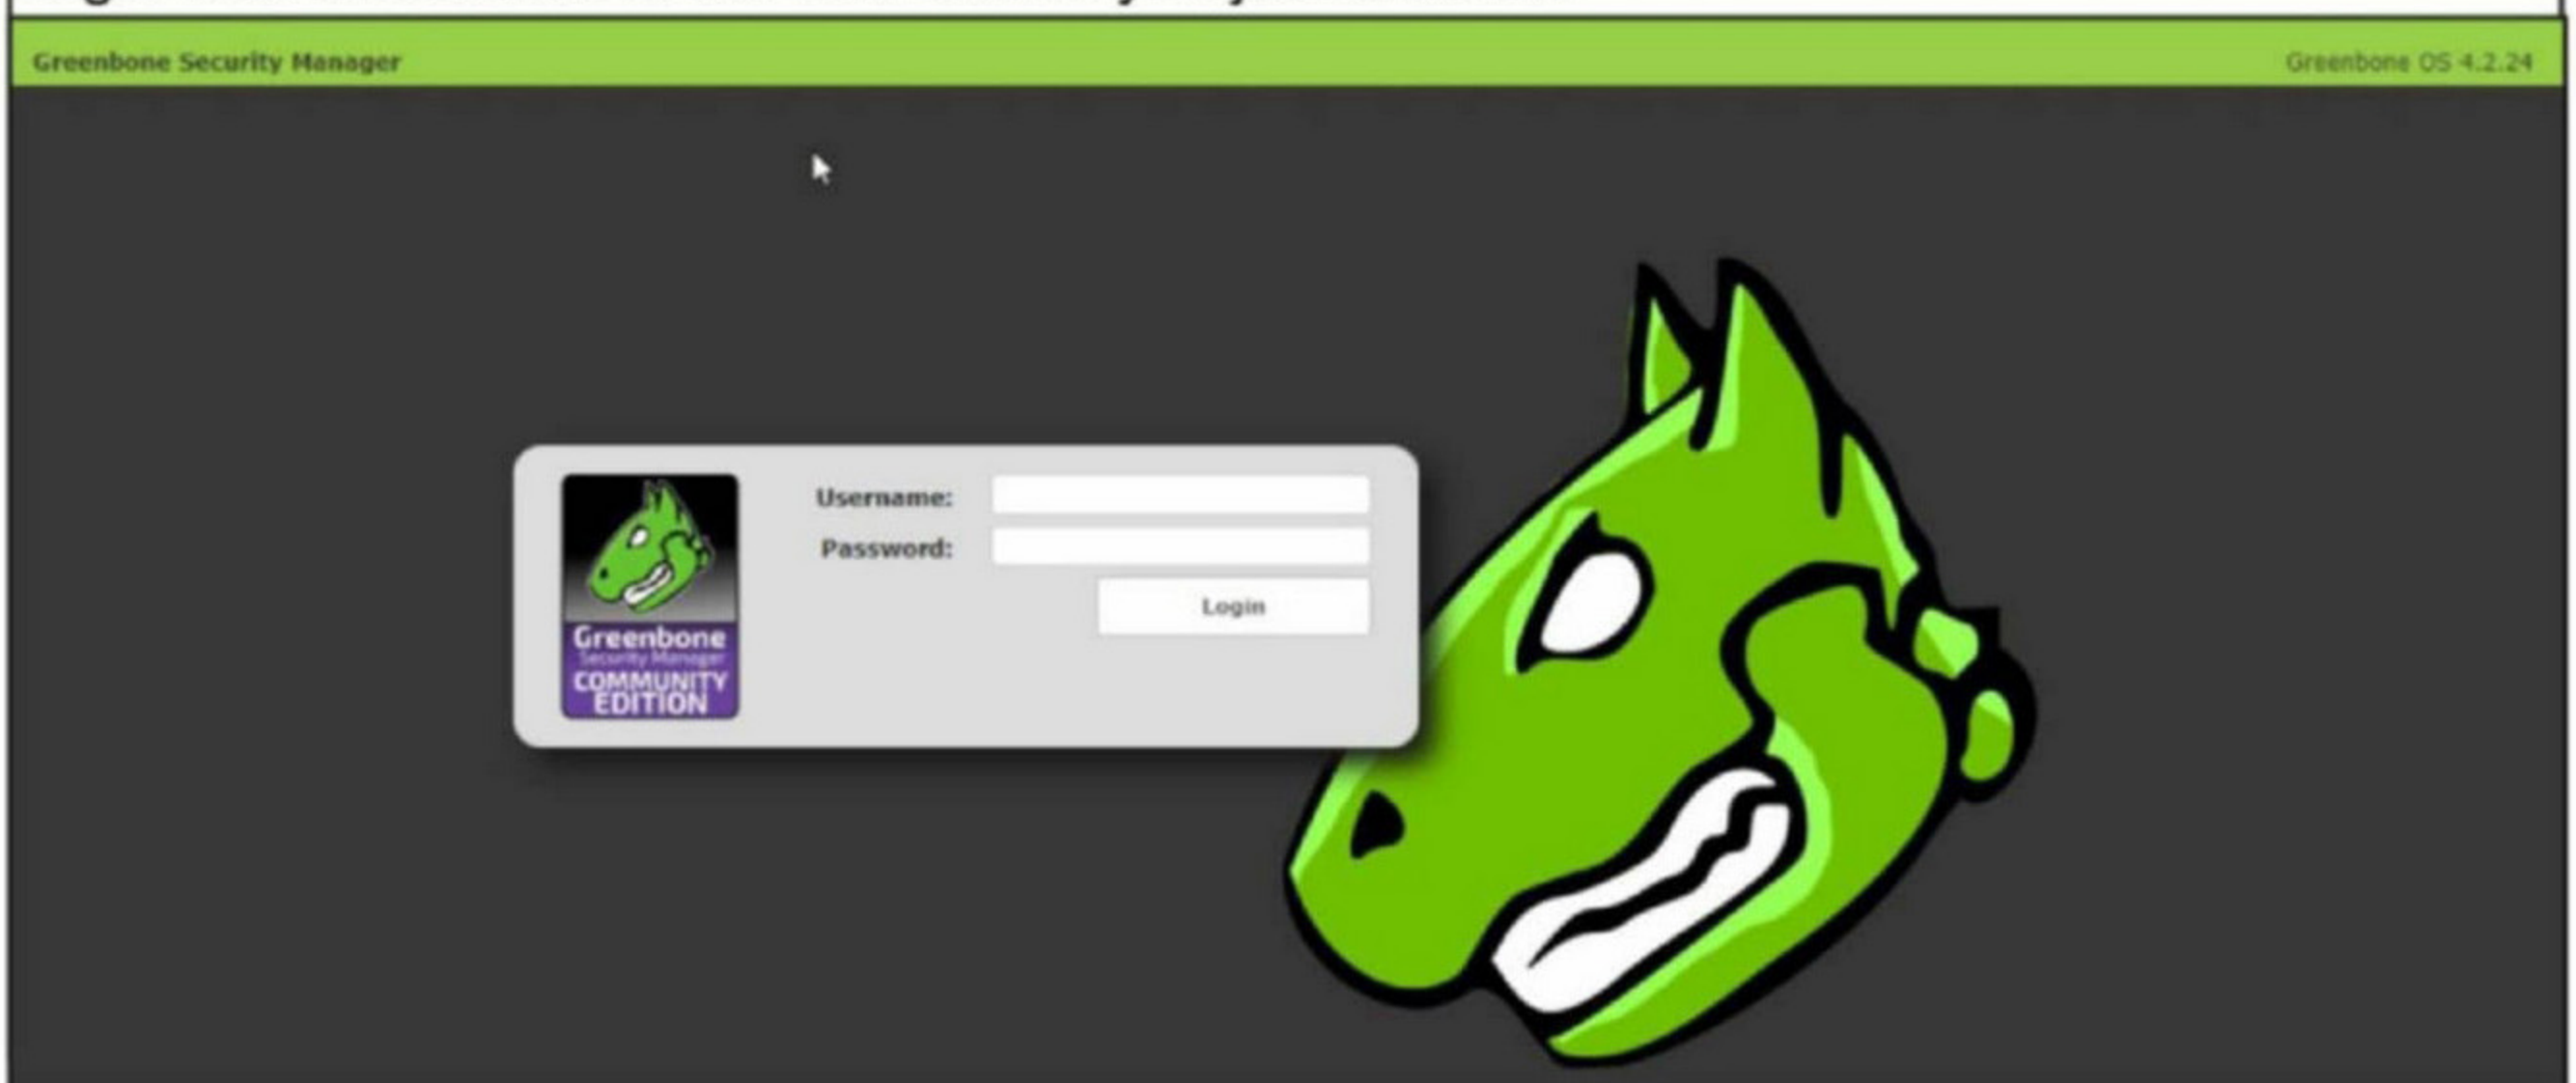 Greenbone Security Manager
Greenbone OS 4.2.24
Username:
Password:
Login
Greenbone
Security Manager
COMMUNITY
EDITION